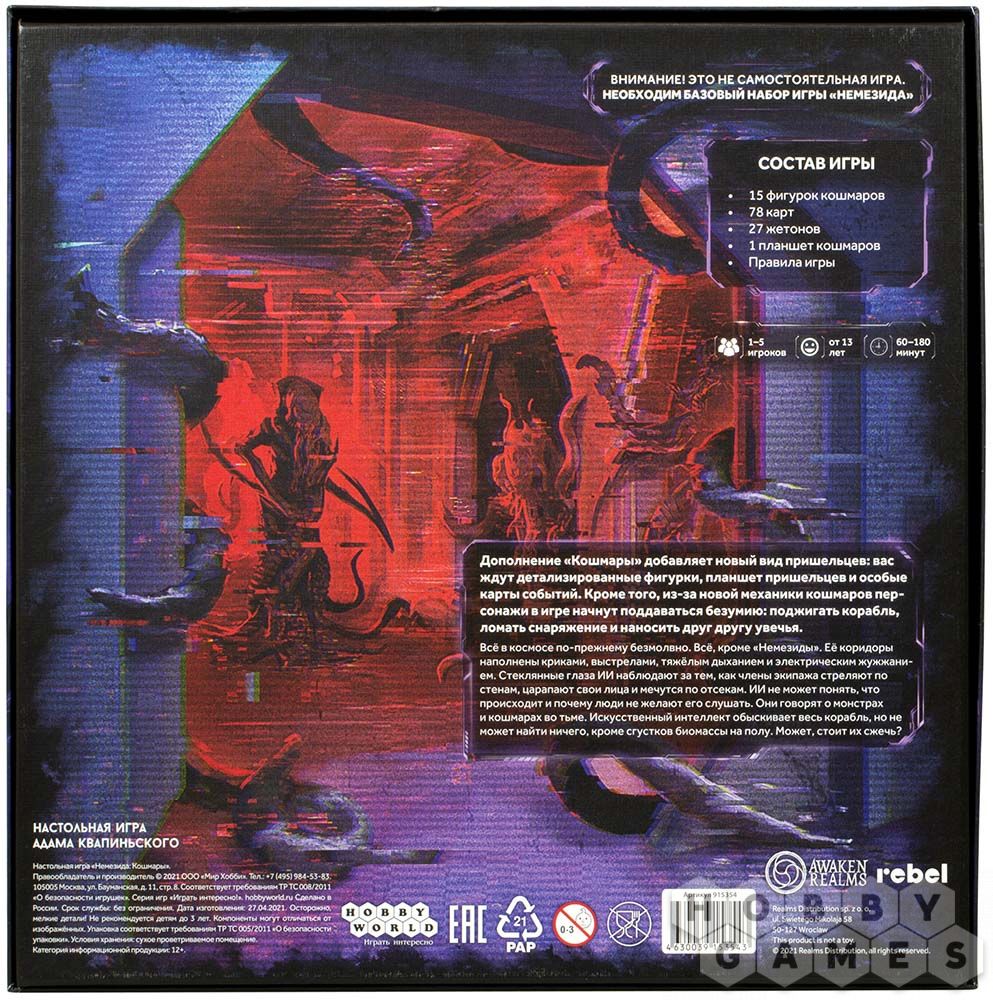 ВНИМАНИЕ! ЭТО НЕ САМОСТОЯТЕЛЬНАЯ ИГРА.
НЕОБХОДИМ БАЗОВЫЙ НАБОР ИГРЫ «НЕМЕЗИДА»
СОСТАВ ИГРЫ
• 15 фигурок кошмаров
• 78 карт
• 27 жетонов
• 1 планшет кошмаров
• Правила игры
1–5
игроков
от 13
лет
60–180
минут
Дополнение «Кошмары» добавляет новый вид пришельцев: вас
ждут детализированные фигурки, планшет пришельцев и особые
карты событий. Кроме того, из-за новой механики кошмаров пер-
сонажи в игре начнут поддаваться безумию: поджигать корабль,
ломать снаряжение и наносить друг другу увечья.
Всё в космосе по-прежнему безмолвно. Всё, кроме «Немезиды». Её коридоры
наполнены криками, выстрелами, тяжёлым дыханием и электрическим жужжани-
ем. Стеклянные глаза ИИ наблюдают за тем, как члены экипажа стреляют по
стенам, царапают свои лица и мечутся по отсекам. ИИ не может понять, что
происходит и почему люди не желают его слушать. Они говорят о монстрах
и кошмарах во тьме. Искусственный интеллект обыскивает весь корабль, но не
может найти ничего, кроме сгустков биомассы на полу. Может, стоит их сжечь?
НАСТОЛЬНАЯ ИГРА
АДАМА КВАПИНЬСКОГО
Настольная игра «Немезида: Кошмары».
Правообладатель и производитель © 2021 ООО «Мир Хобби». Тел.: +7 (495) 984-53-83.
105005 Москва, ул. Бауманская, д. 11, стр. 8. Соответствует требованиям ТР ТС 008/2011
«О безопасности игрушек». Серия игр «Играть интересно!». hobbyworld.ru Сделано в
России. Срок службы: без ограничения. Дата изготовления: 27.04.2021. Осторожно,
мелкие детали! Не рекомендуется детям до 3 лет. Компоненты могут отличаться от
изображённых. Упаковка соответствует требованиям ТР ТС 005/2011 «О безопасности
упаковки». Условия хранения: сухое проветриваемое помещение.
Категория информационной продукции: 12+
HOBBY
WORLD
Играть интересно
EAC
21
PAP
0-3
AWAKEN
REALMS
rebel
Артикул 915354
4630039153543
Realms Distribution sp. z o. o.
ul. Świętego Mikołaja 58
50-127 Wrocław
This product is not a toy.
© 2021 Realms Distribution, all rights reserved.
HOBBY
GAMES